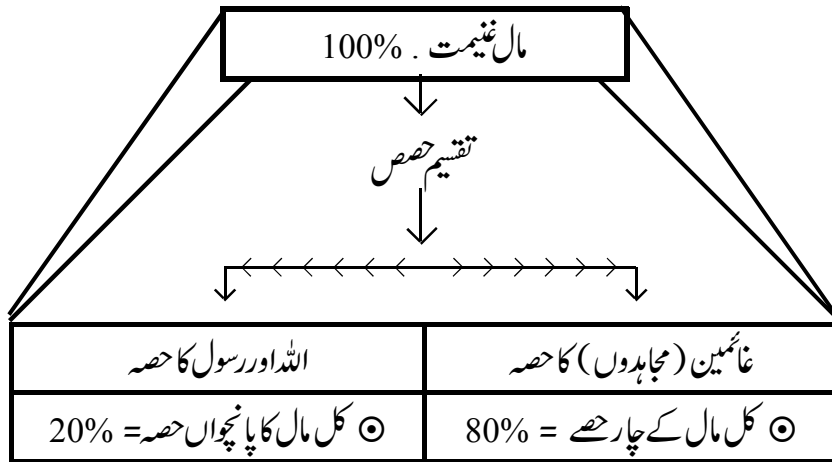 مال غنیمت . 100%
تقسیم حصص
غانمین (مجاہدوں) کا حصہ
اللہ اور رسول کا حصہ
⊙ کل مال کے چار حصے = 80%
⊙ کل مال کا پانچواں حصہ= 20%